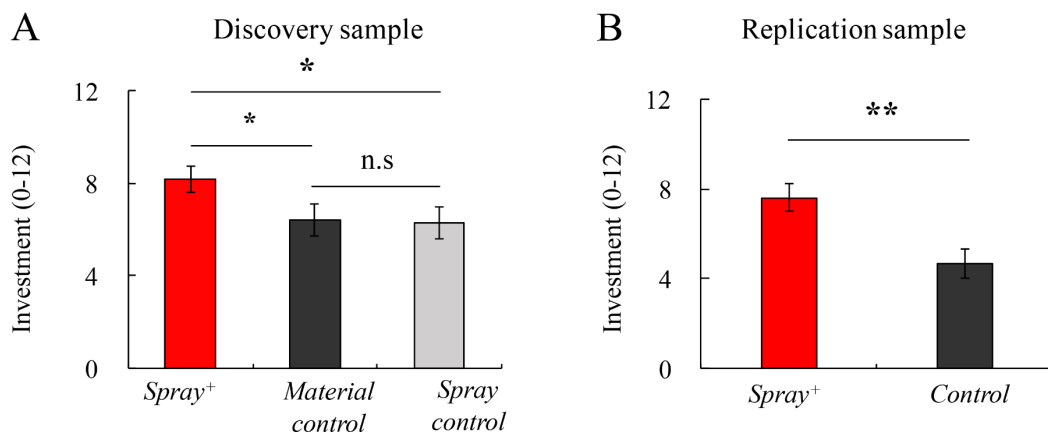 A
Discovery sample
*
*
n.s
Investment (0-12)
12
8
4
0
Spray+
Material control
Spray control
B
Replication sample
**
Investment (0-12)
12
8
4
0
Spray+
Control